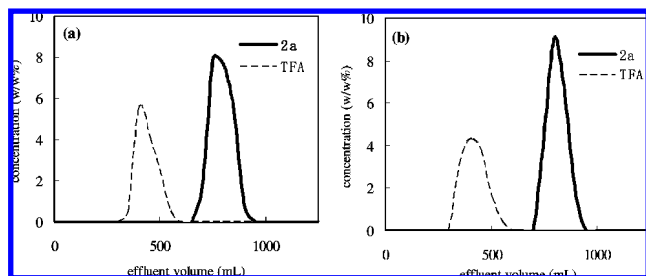 (a)
2a
TFA
concentration (w/w%)
10
8
6
4
2
0
0
500
1000
effluent volume (mL)
(b)
2a
TFA
concentration (w/w%)
10
8
6
4
2
0
0
500
1000
effluent volume (mL)